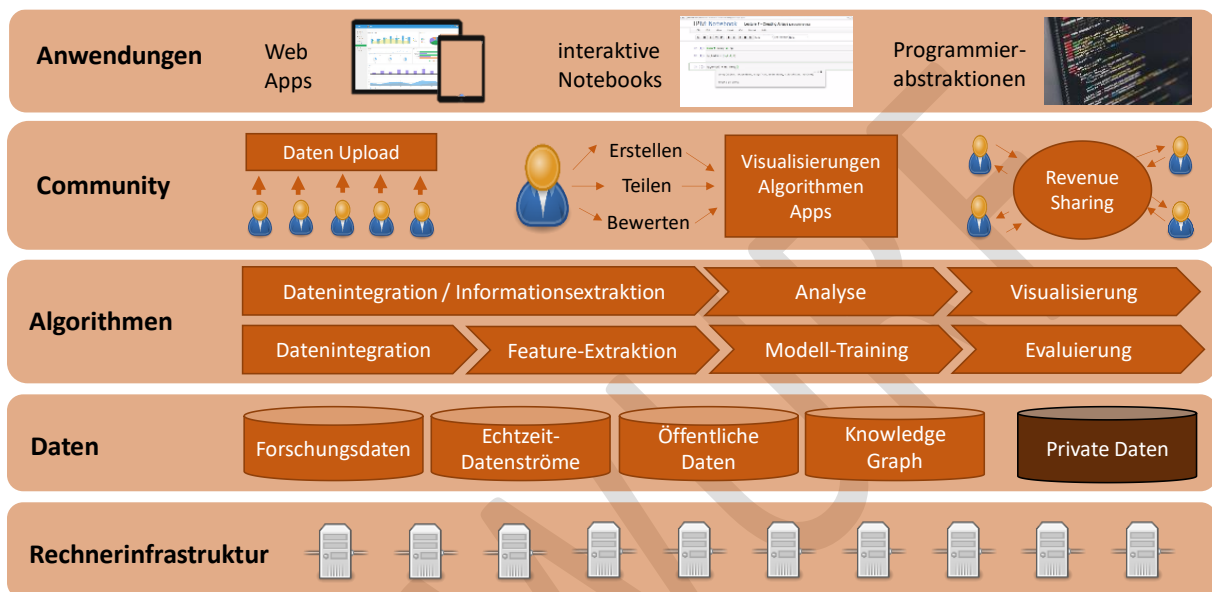 Anwendungen
Web
Apps
interaktive
Notebooks
IP[y]: Notebook
Programmier-
abstraktionen
Community
Daten Upload
Erstellen
Teilen
Bewerten
Visualisierungen
Algorithmen
Apps
Revenue
Sharing
Algorithmen
Datenintegration / Informationsextraktion
Analyse
Visualisierung
Datenintegration
Feature-Extraktion
Modell-Training
Evaluierung
Daten
Forschungsdaten
Echtzeit-
Datenströme
Öffentliche
Daten
Knowledge
Graph
Private Daten
Rechnerinfrastruktur